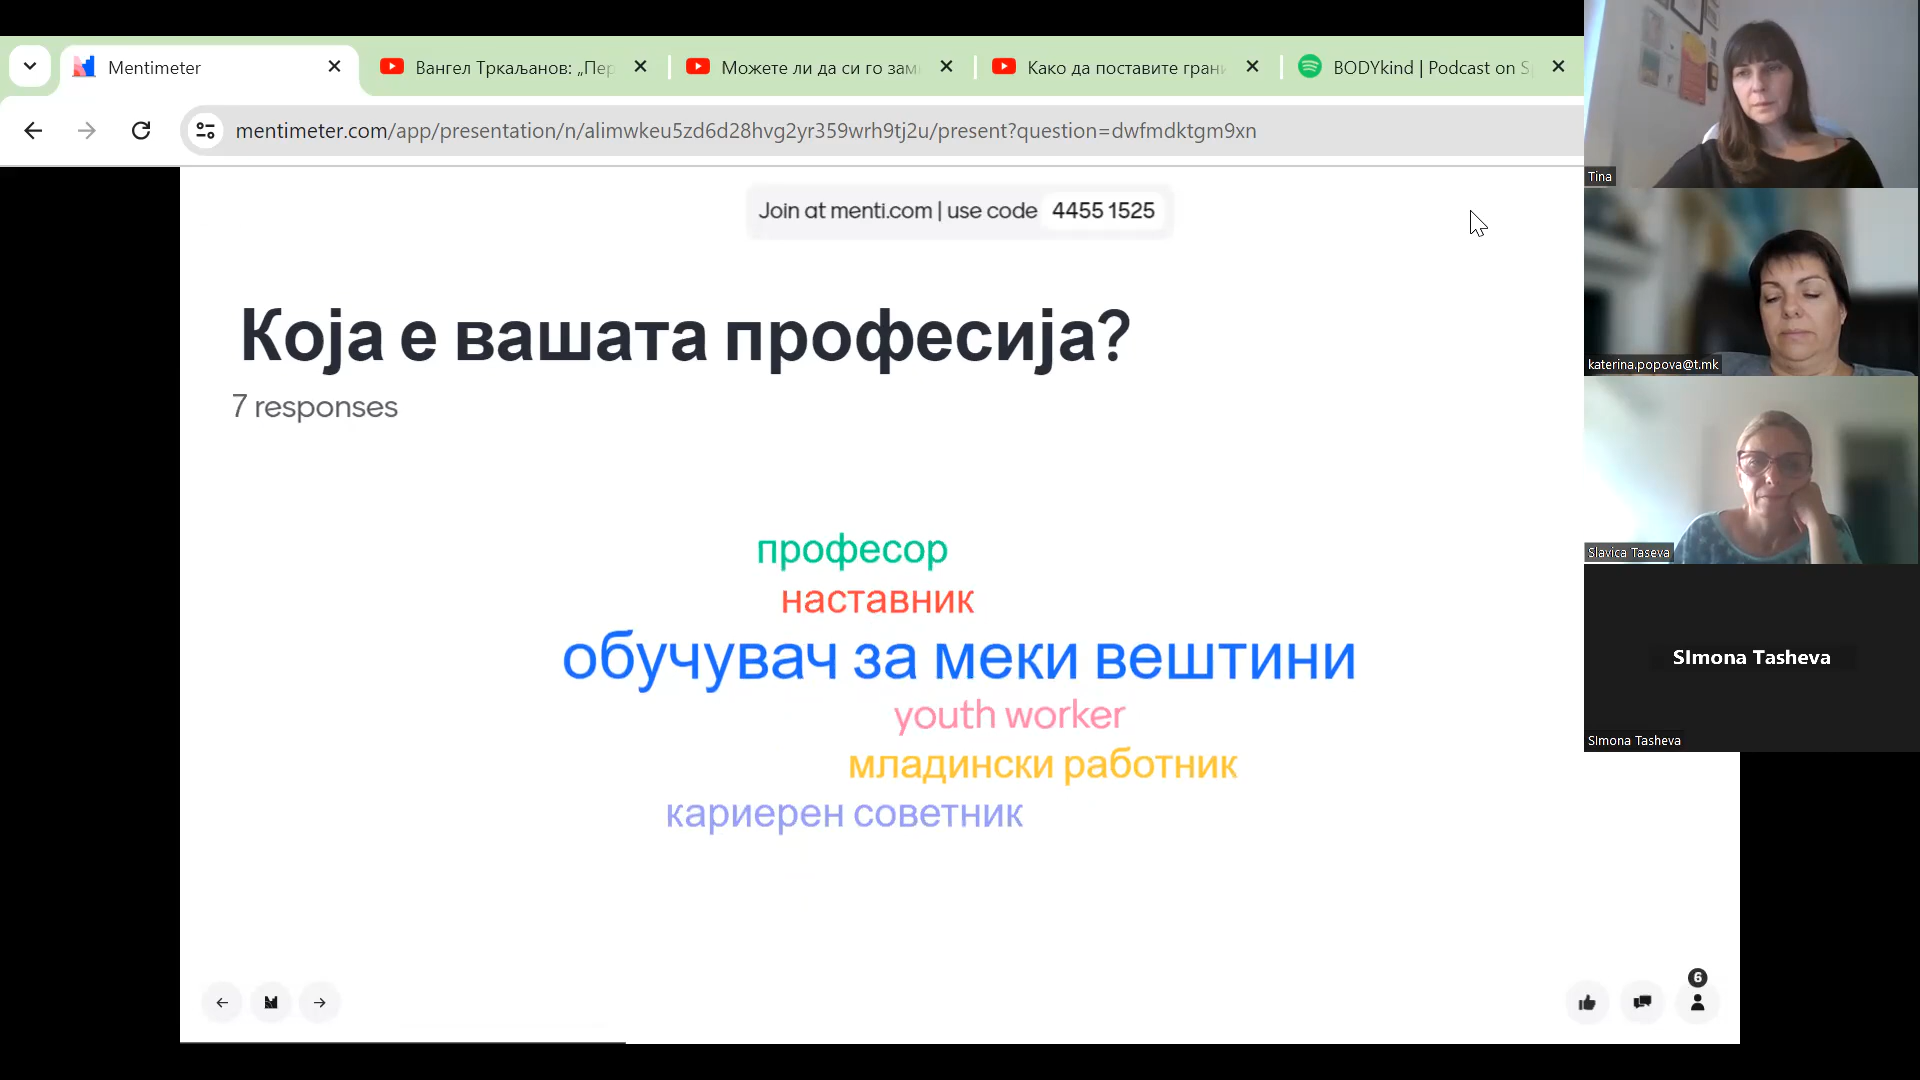 Mentimeter
Вангел Тркаљанов: „Пер
Можете ли да си го зам
Како да поставите грани
BODYkind | Podcast on S
mentimeter.com/app/presentation/n/alimwkeu5zd6d28hvg2yr359wrh9tj2u/present?question=dwfmdktgm9xn
Join at menti.com | use code 4455 1525
Која е вашата професија?
7 responses
професор
наставник
обучувач за меки вештини
youth worker
младински работник
кариерен советник
6
Tina
katerina.popova@t.mk
Slavica Taseva
SImona Tasheva
SImona Tasheva